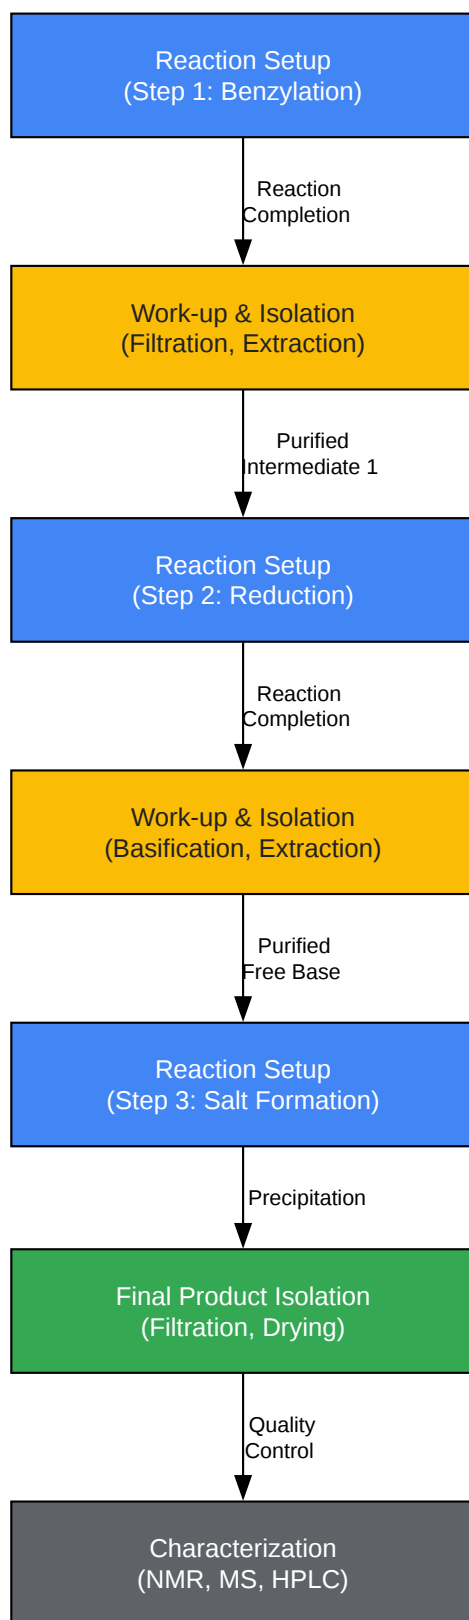 Reaction Setup
(Step 1: Benzylation)
Reaction
Completion
Work-up & Isolation
(Filtration, Extraction)
Purified
Intermediate 1
Reaction Setup
(Step 2: Reduction)
Reaction
Completion
Work-up & Isolation
(Basification, Extraction)
Purified
Free Base
Reaction Setup
(Step 3: Salt Formation)
Precipitation
Final Product Isolation
(Filtration, Drying)
Quality
Control
Characterization
(NMR, MS, HPLC)